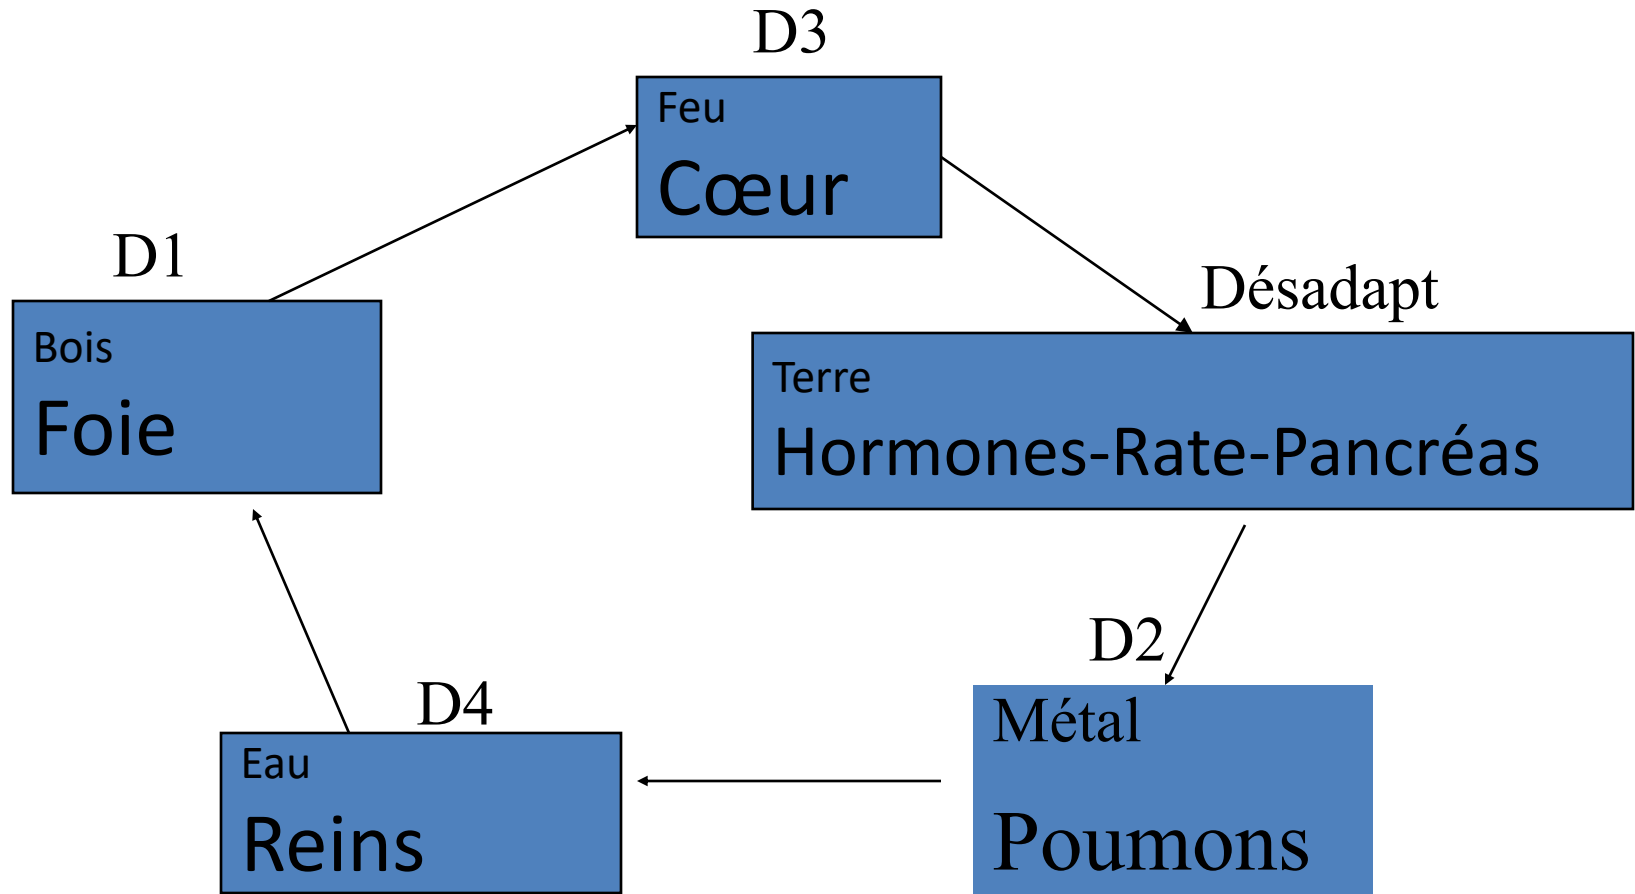 D3
Feu
Cœur
D1
Bois
Foie
Désadapt
Terre
Hormones-Rate-Pancréas
D2
Métal
Poumons
D4
Eau
Reins